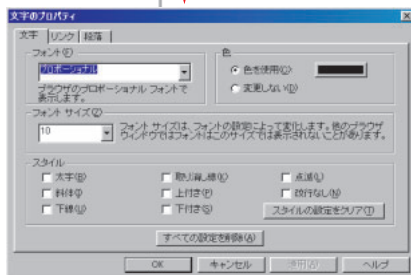 文字のプロパティ
文字 リンク 段落
フォント(F)
プロポーショナル
ブラウザのプロポーショナル フォントで
表示します。
色
色を使用(C)
変更しない(D)
フォント サイズ(Z)
10
フォント サイズは、フォントの設定によって変化します。他のブラウザ
ウィンドウではフォントはこのサイズでは表示されないことがあります。
スタイル
太字(B) 取り消し線(K) 点滅(L)
斜体(I) 上付き(P) 改行なし(N)
下線(U) 下付き(S) スタイルの設定をクリア(T)
すべての設定を削除(A)
OK キャンセル 適用(A) ヘルプ